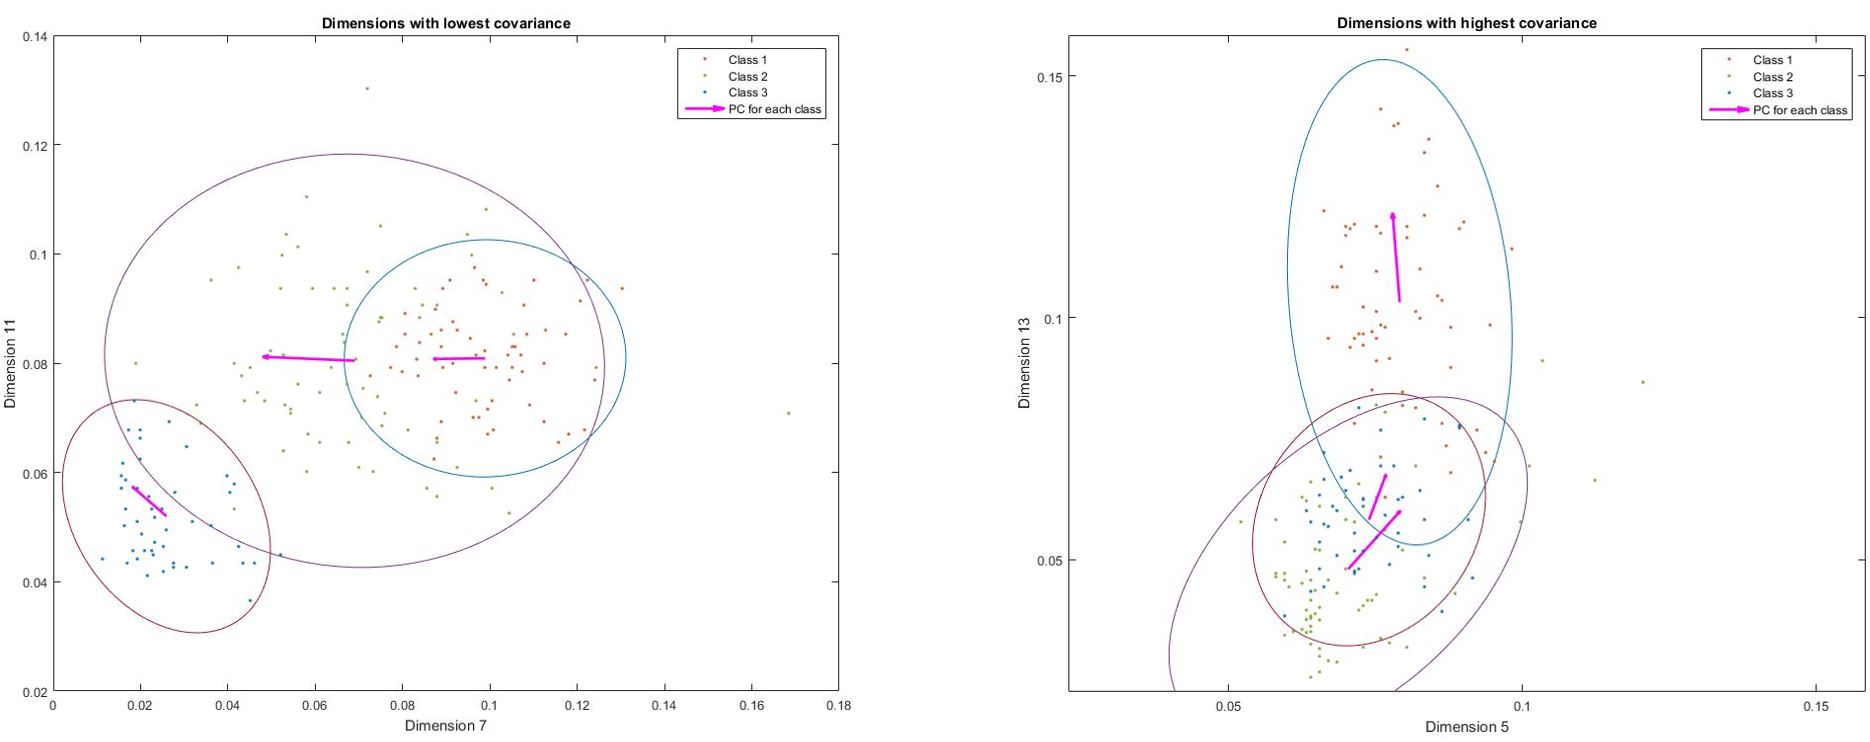 Dimensions with lowest covariance
0.14
0.12
0.1
0.08
0.06
0.04
0.02
Dimension 11
0
0.02
0.04
0.06
0.08
0.1
0.12
0.14
0.16
0.18
Dimension 7
Class 1
Class 2
Class 3
PC for each class
Dimensions with highest covariance
0.15
0.1
0.05
Dimension 13
0.05
0.1
0.15
Dimension 5
Class 1
Class 2
Class 3
PC for each class